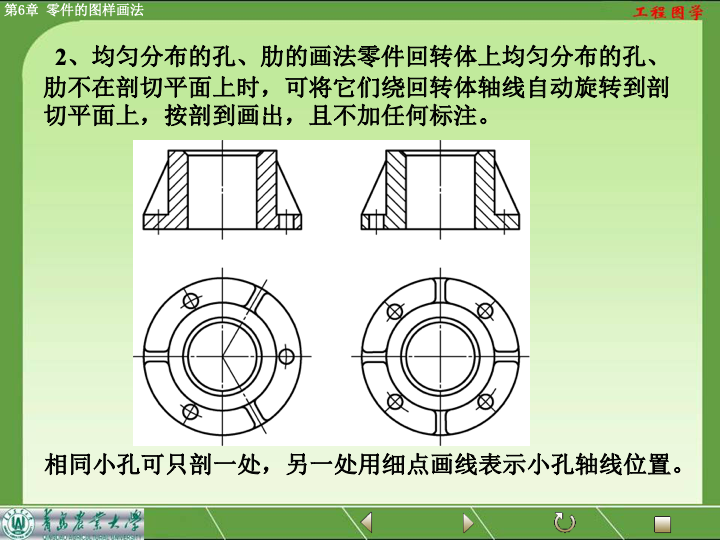 第6章 零件的图样画法
工程图学
2、均匀分布的孔、肋的画法零件回转体上均匀分布的孔、
肋不在剖切平面上时，可将它们绕回转体轴线自动旋转到剖
切平面上，按剖到画出，且不加任何标注。
相同小孔可只剖一处，另一处用细点画线表示小孔轴线位置。
青岛农业大学